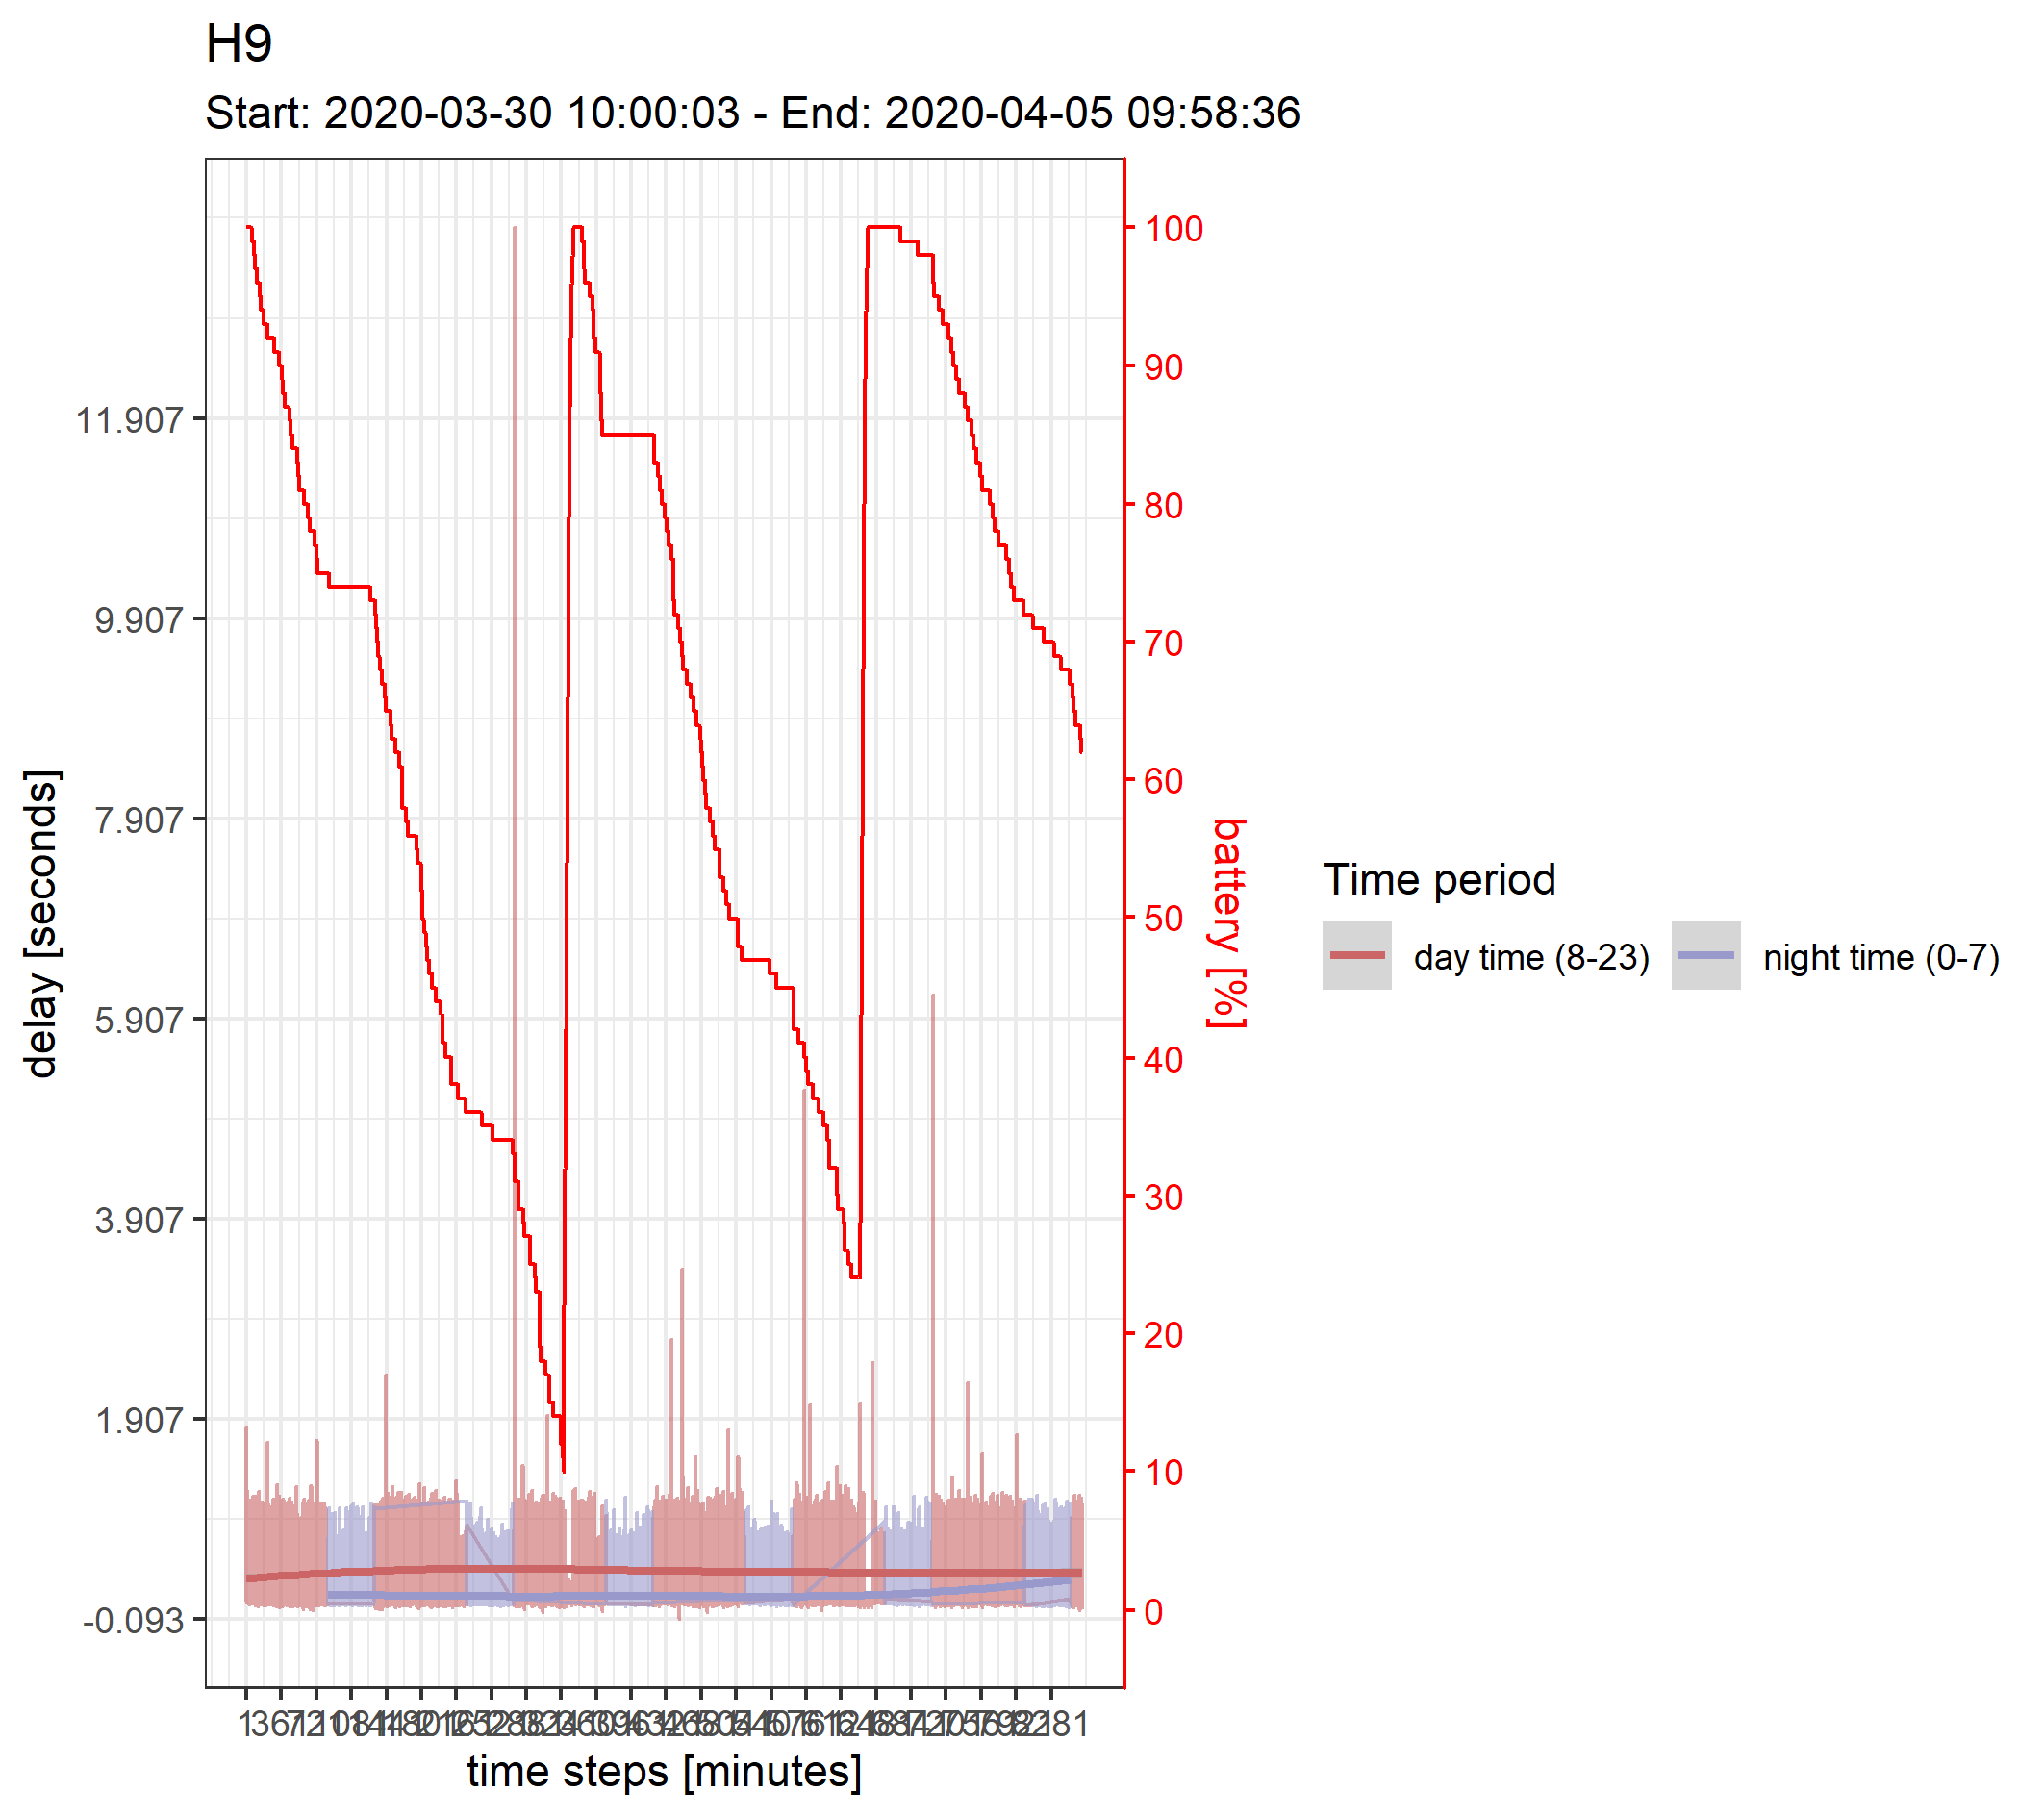 H9
Start: 2020-03-30 10:00:03 - End: 2020-04-05 09:58:36
delay [seconds]
11.907
9.907
7.907
5.907
3.907
1.907
-0.093
100
90
80
70
60
50
40
30
20
10
0
battery [%]
time steps [minutes]
Time period
day time (8-23)
night time (0-7)